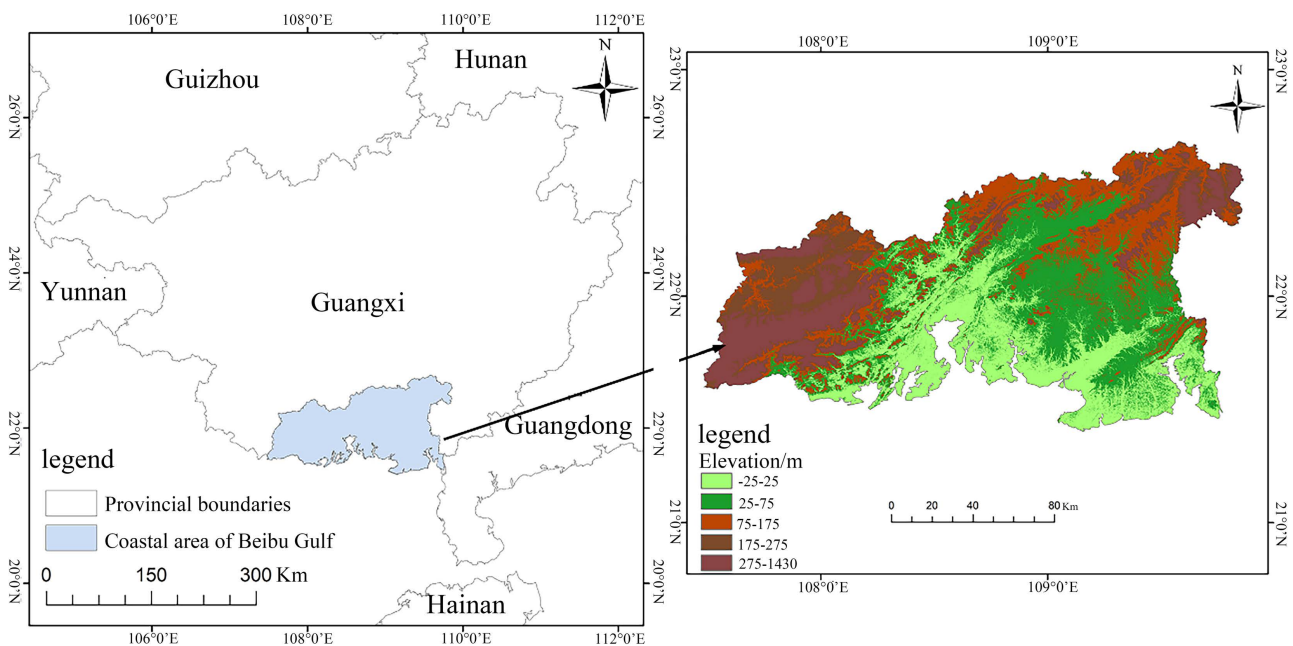 106°0′E 108°0′E 110°0′E 112°0′E
N
Guizhou
Hunan
26°0′N
26°0′N
24°0′N
24°0′N
Yunnan
Guangxi
22°0′N
22°0′N
Guangdong
legend
Provincial boundaries
Coastal area of Beibu Gulf
0 150 300 Km
20°0′N
20°0′N
Hainan
106°0′E 108°0′E 110°0′E 112°0′E
108°0′E 109°0′E
23°0′N
23°0′N
N
22°0′N
22°0′N
legend
Elevation/m
-25-25
25-75
75-175
175-275
275-1430
0 20 40 80 Km
21°0′N
21°0′N
108°0′E 109°0′E